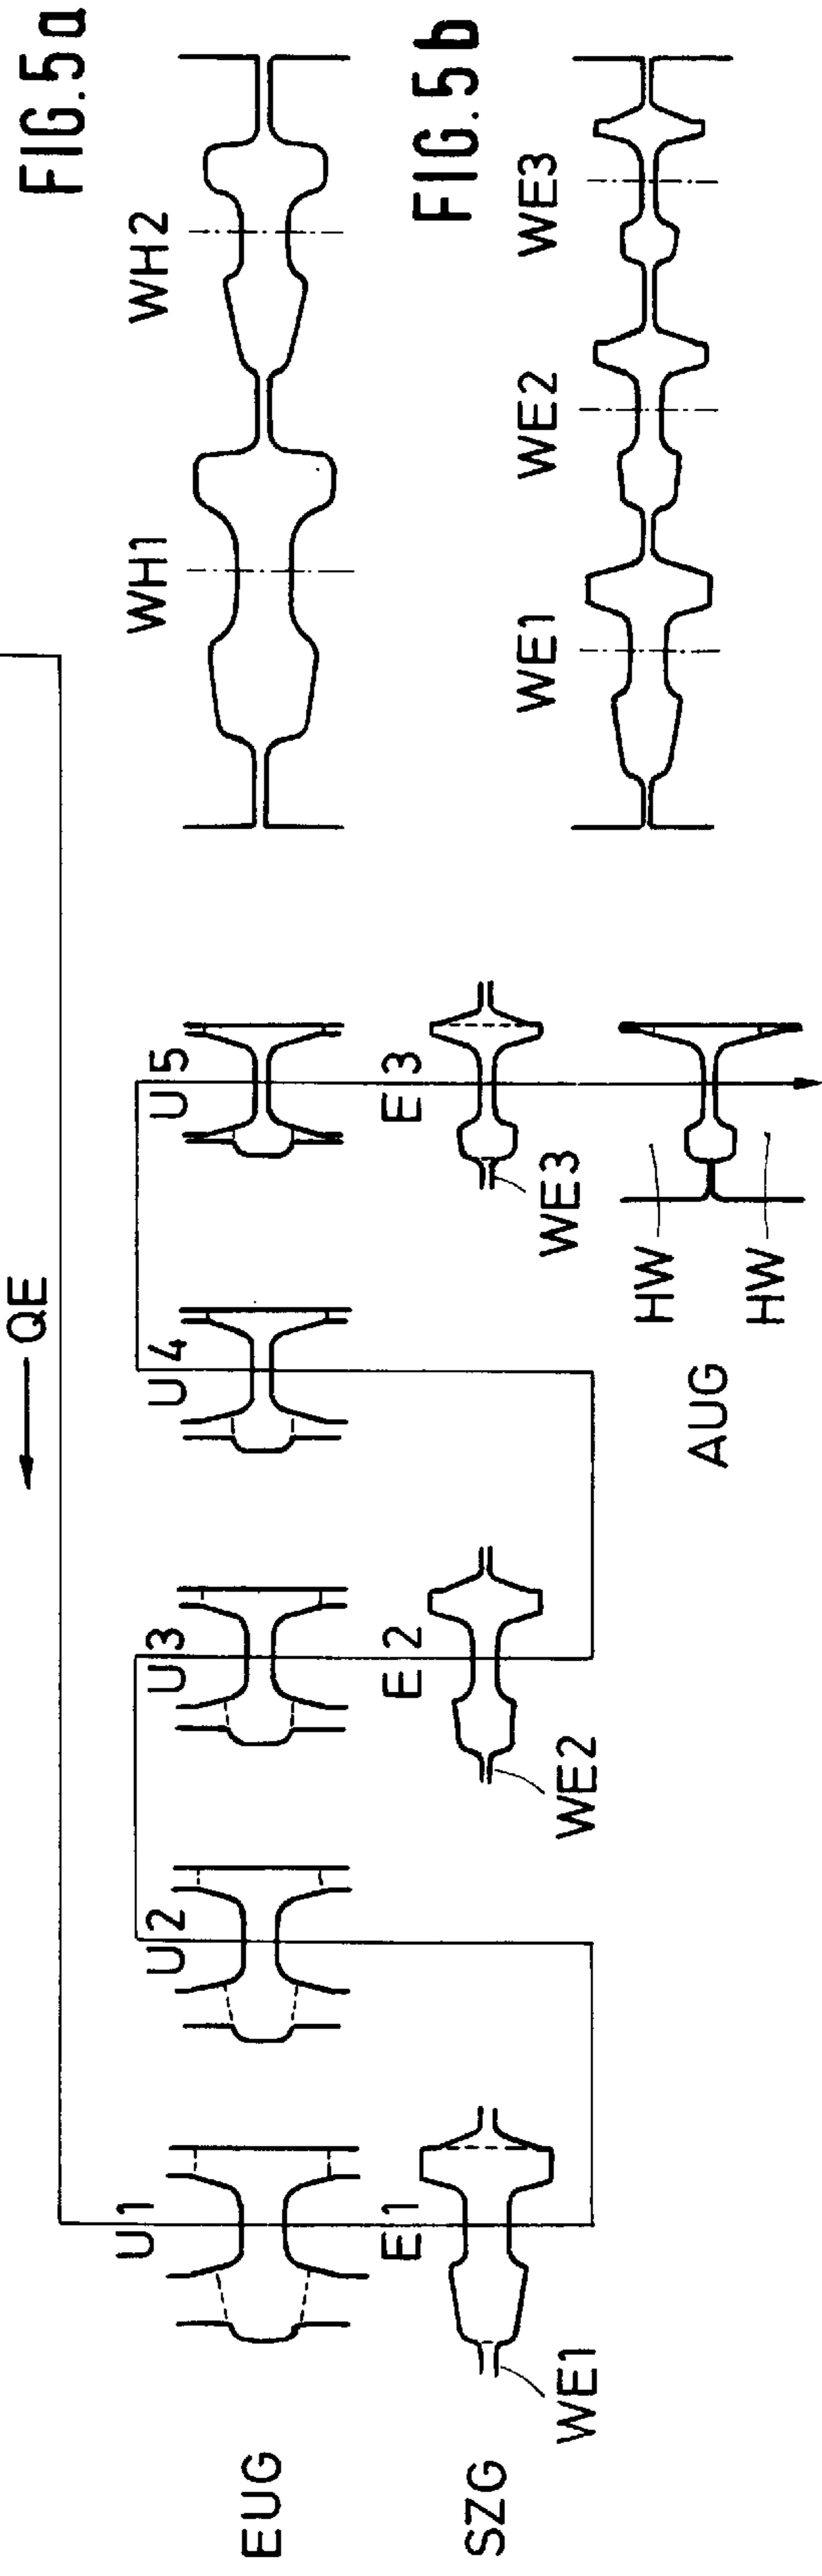 FIG.5a
WH1 WH2
FIG.5b
WE1 WE2 WE3
QE
EUG
U1 U2 U3 U4 U5
SZG
E1 E2 E3
WE1 WE2 WE3
AUG
HW
HW